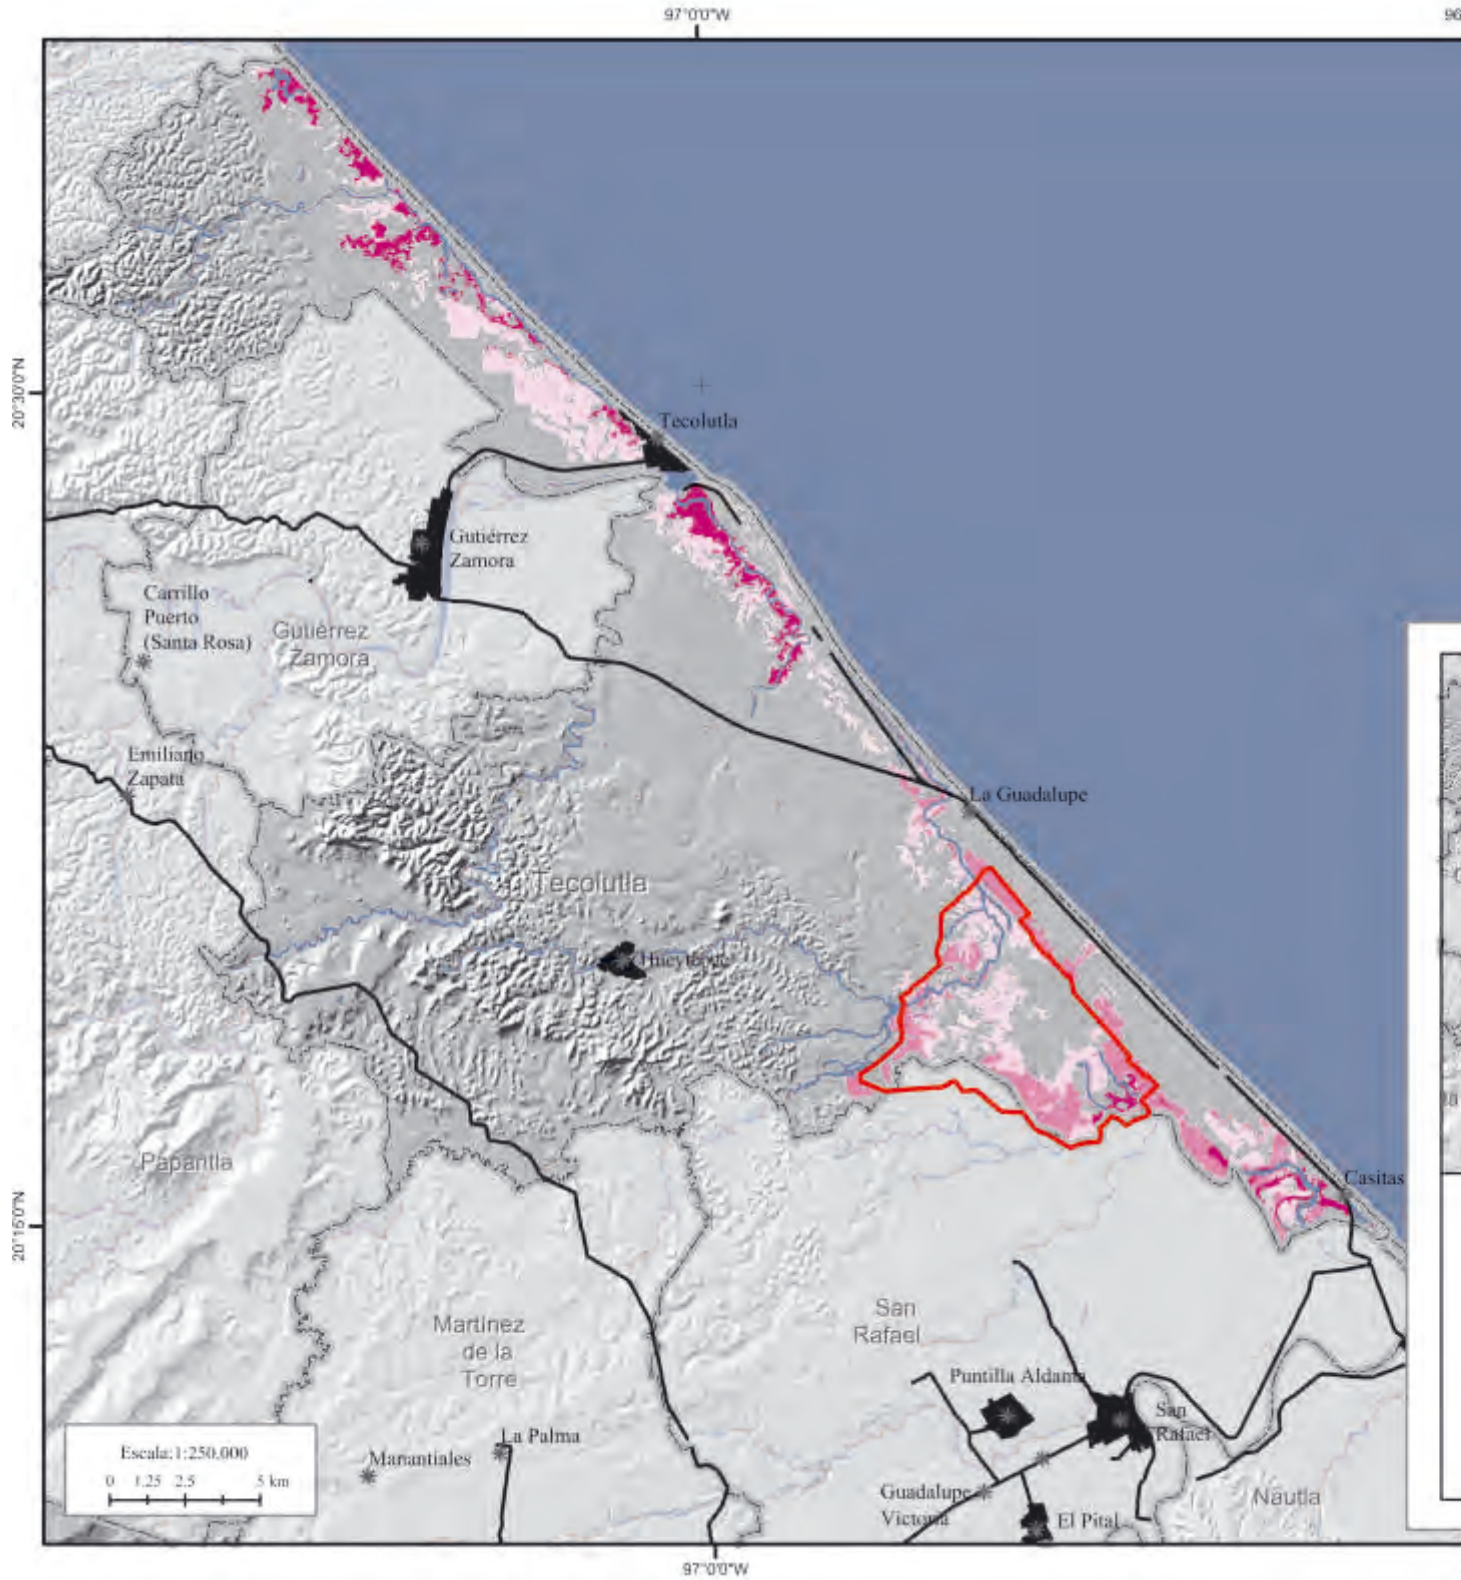 97°0'0"W
96
20°30'0"N
Tecolutla
Gutiérrez
Zamora
Carrillo
Puerto
(Santa Rosa)
Gutiérrez
Zamora
Emiliano
Zapata
La Guadalupe
Tecolutla
Papantla
Casitas
20°15'0"N
San
Rafael
Martínez
de la
Torre
Puntilla Aldama
San
Rafael
Escala:1:250,000
0 1.25 2.5 5 km
La Palma
Manantiales
Guadalupe
Victoria
Nautla
El Pital
97°0'0"W